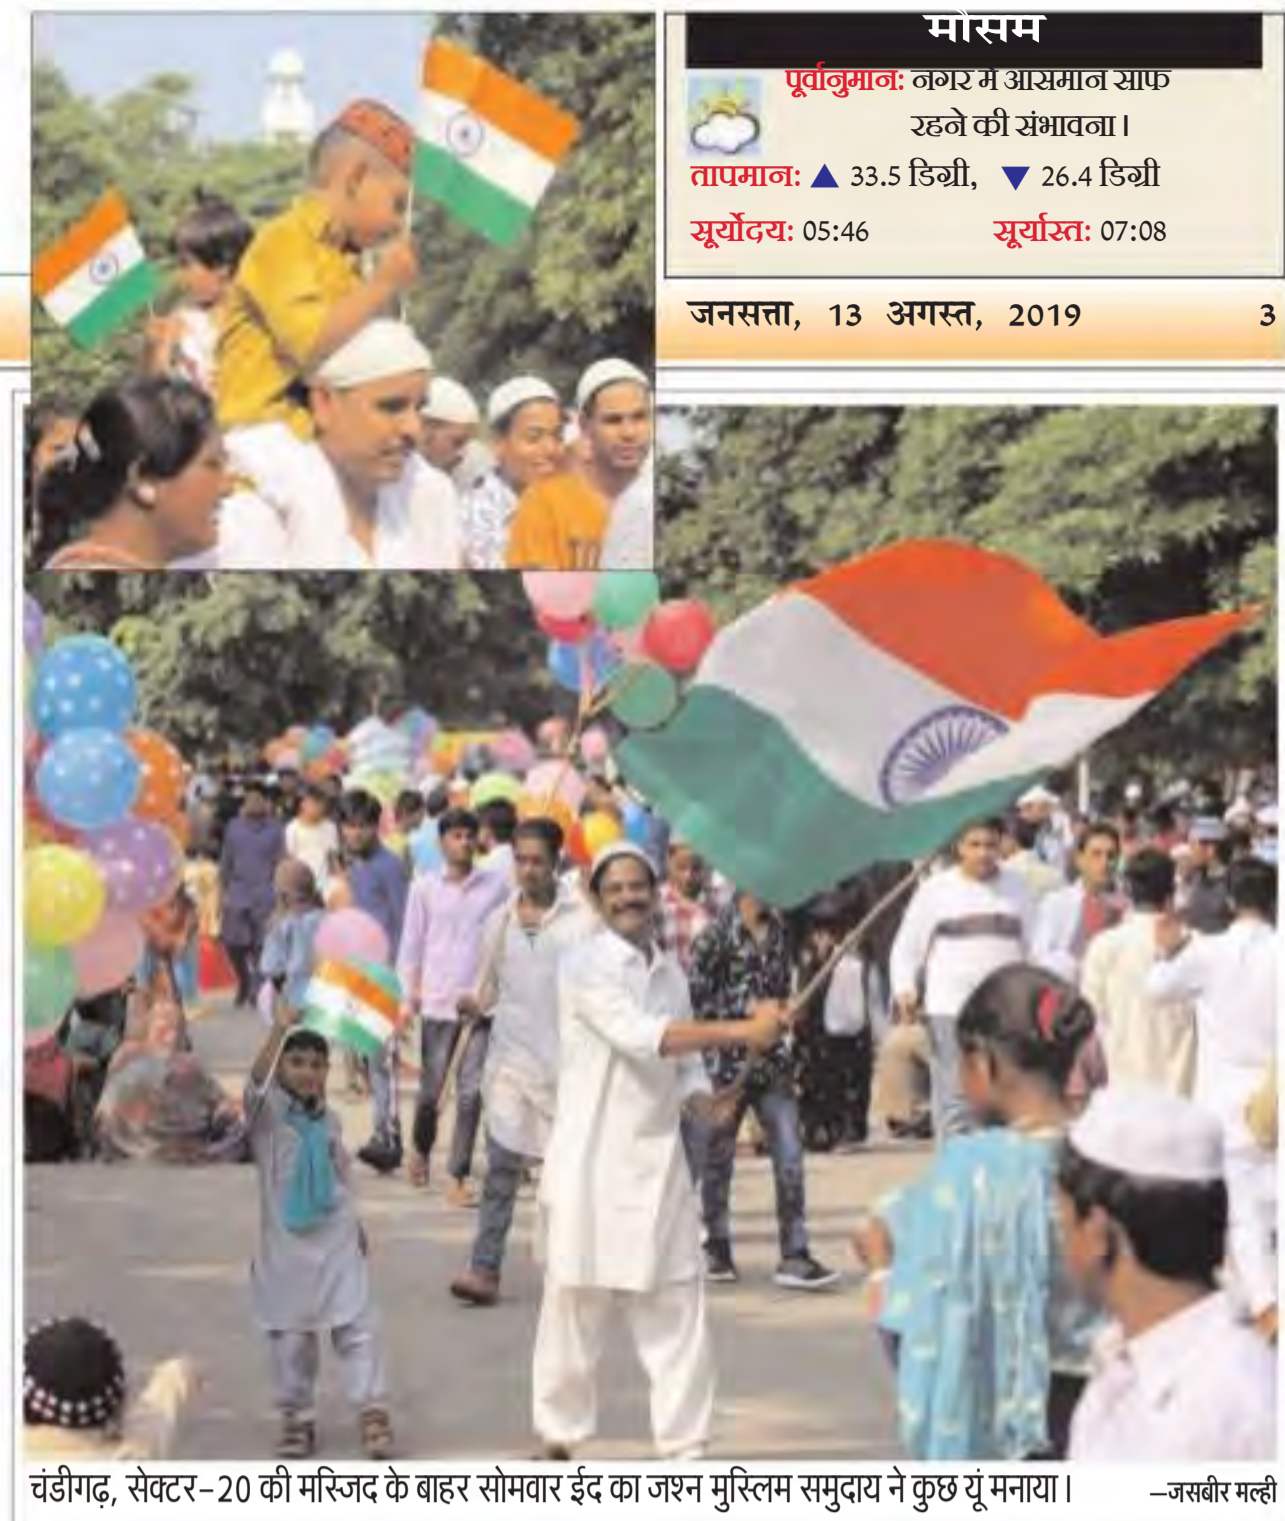 मौसम
पूर्वानुमान: नगर में आसमान साफ
रहने की संभावना।
तापमान: ▲ 33.5 डिग्री, ▼ 26.4 डिग्री
सूर्योदय: 05:46 सूर्यास्त: 07:08
जनसत्ता, 13 अगस्त, 2019 3
चंडीगढ़, सेक्टर-20 की मस्जिद के बाहर सोमवार ईद का जश्न मुस्लिम समुदाय ने कुछ यूं मनाया। –जसबीर मल्ही